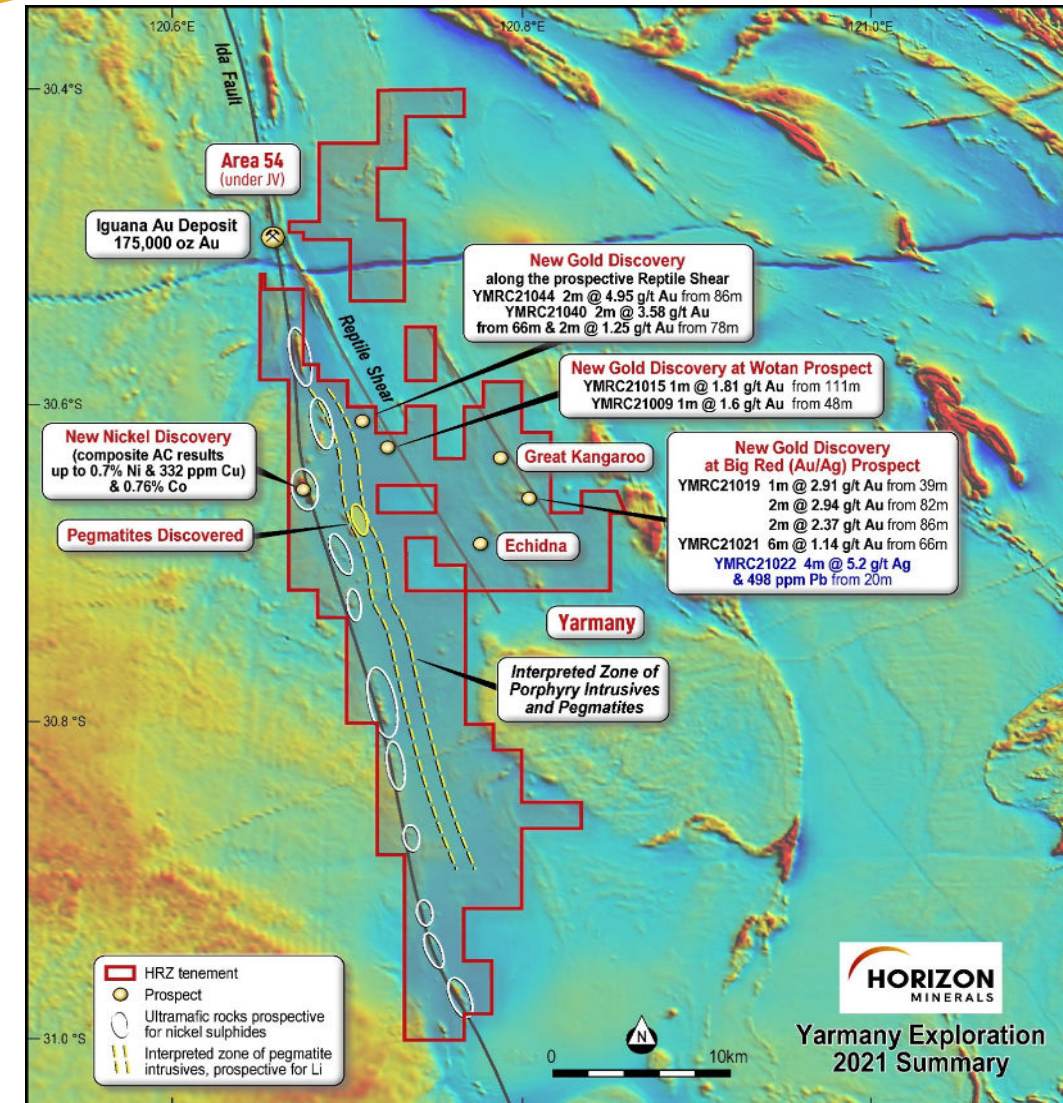 120.6°E
120.8°E
121.0°E
Ida Fault
30.4°S
Area 54
(under JV)
Iguana Au Deposit
175,000 oz Au
New Gold Discovery
along the prospective Reptile Shear
YMRC21044 2m @ 4.95 g/t Au from 86m
YMRC21040 2m @ 3.58 g/t Au
from 66m & 2m @ 1.25 g/t Au from 78m
Reptile Shear
New Gold Discovery at Wotan Prospect
YMRC21015 1m @ 1.81 g/t Au from 111m
YMRC21009 1m @ 1.6 g/t Au from 48m
30.6°S
New Nickel Discovery
(composite AC results
up to 0.7% Ni & 332 ppm Cu)
& 0.76% Co
Great Kangaroo
New Gold Discovery
at Big Red (Au/Ag) Prospect
YMRC21019 1m @ 2.91 g/t Au from 39m
2m @ 2.94 g/t Au from 82m
2m @ 2.37 g/t Au from 86m
YMRC21021 6m @ 1.14 g/t Au from 66m
YMRC21022 4m @ 5.2 g/t Ag
& 498 ppm Pb from 20m
Pegmatites Discovered
Echidna
Yarmany
Interpreted Zone of
Porphyry Intrusives
and Pegmatites
30.8°S
HRZ tenement
Prospect
Ultramafic rocks prospective
for nickel sulphides
Interpreted zone of pegmatite
intrusives, prospective for Li
31.0 °S
N
0 10km
HORIZON
MINERALS
Yarmany Exploration
2021 Summary